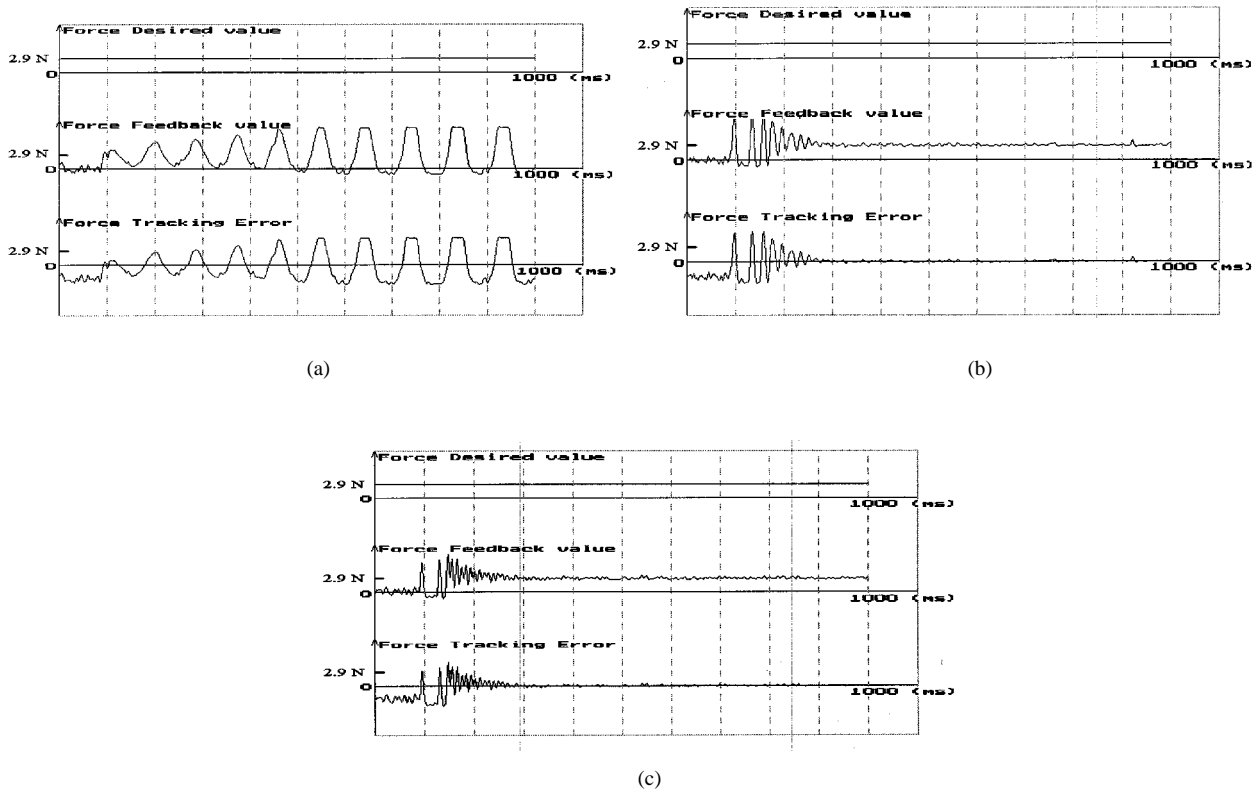 Force Desired value
2.9 N
0
1000 (ms)
Force Feedback value
2.9 N
0
1000 (ms)
Force Tracking Error
2.9 N
0
1000 (ms)
(a)
Force Desired value
2.9 N
0
1000 (ms)
Force Feedback value
2.9 N
0
1000 (ms)
Force Tracking Error
2.9 N
0
1000 (ms)
(b)
Force Desired value
2.9 N
0
1000 (ms)
Force Feedback value
2.9 N
0
1000 (ms)
Force Tracking Error
2.9 N
0
1000 (ms)
(c)